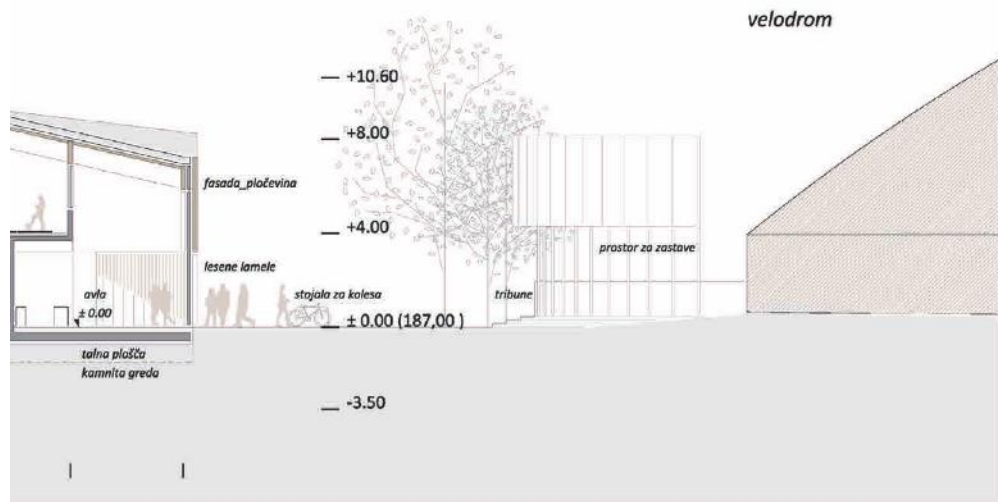 velodrom
+10.60
+8.00
fasada_pločevina
+4.00
prostor za zastave
lesene lamele
avla
± 0.00
stojala za kolesa
tribune
± 0.00 (187,00 )
talna plošča
kamnita greda
-3.50